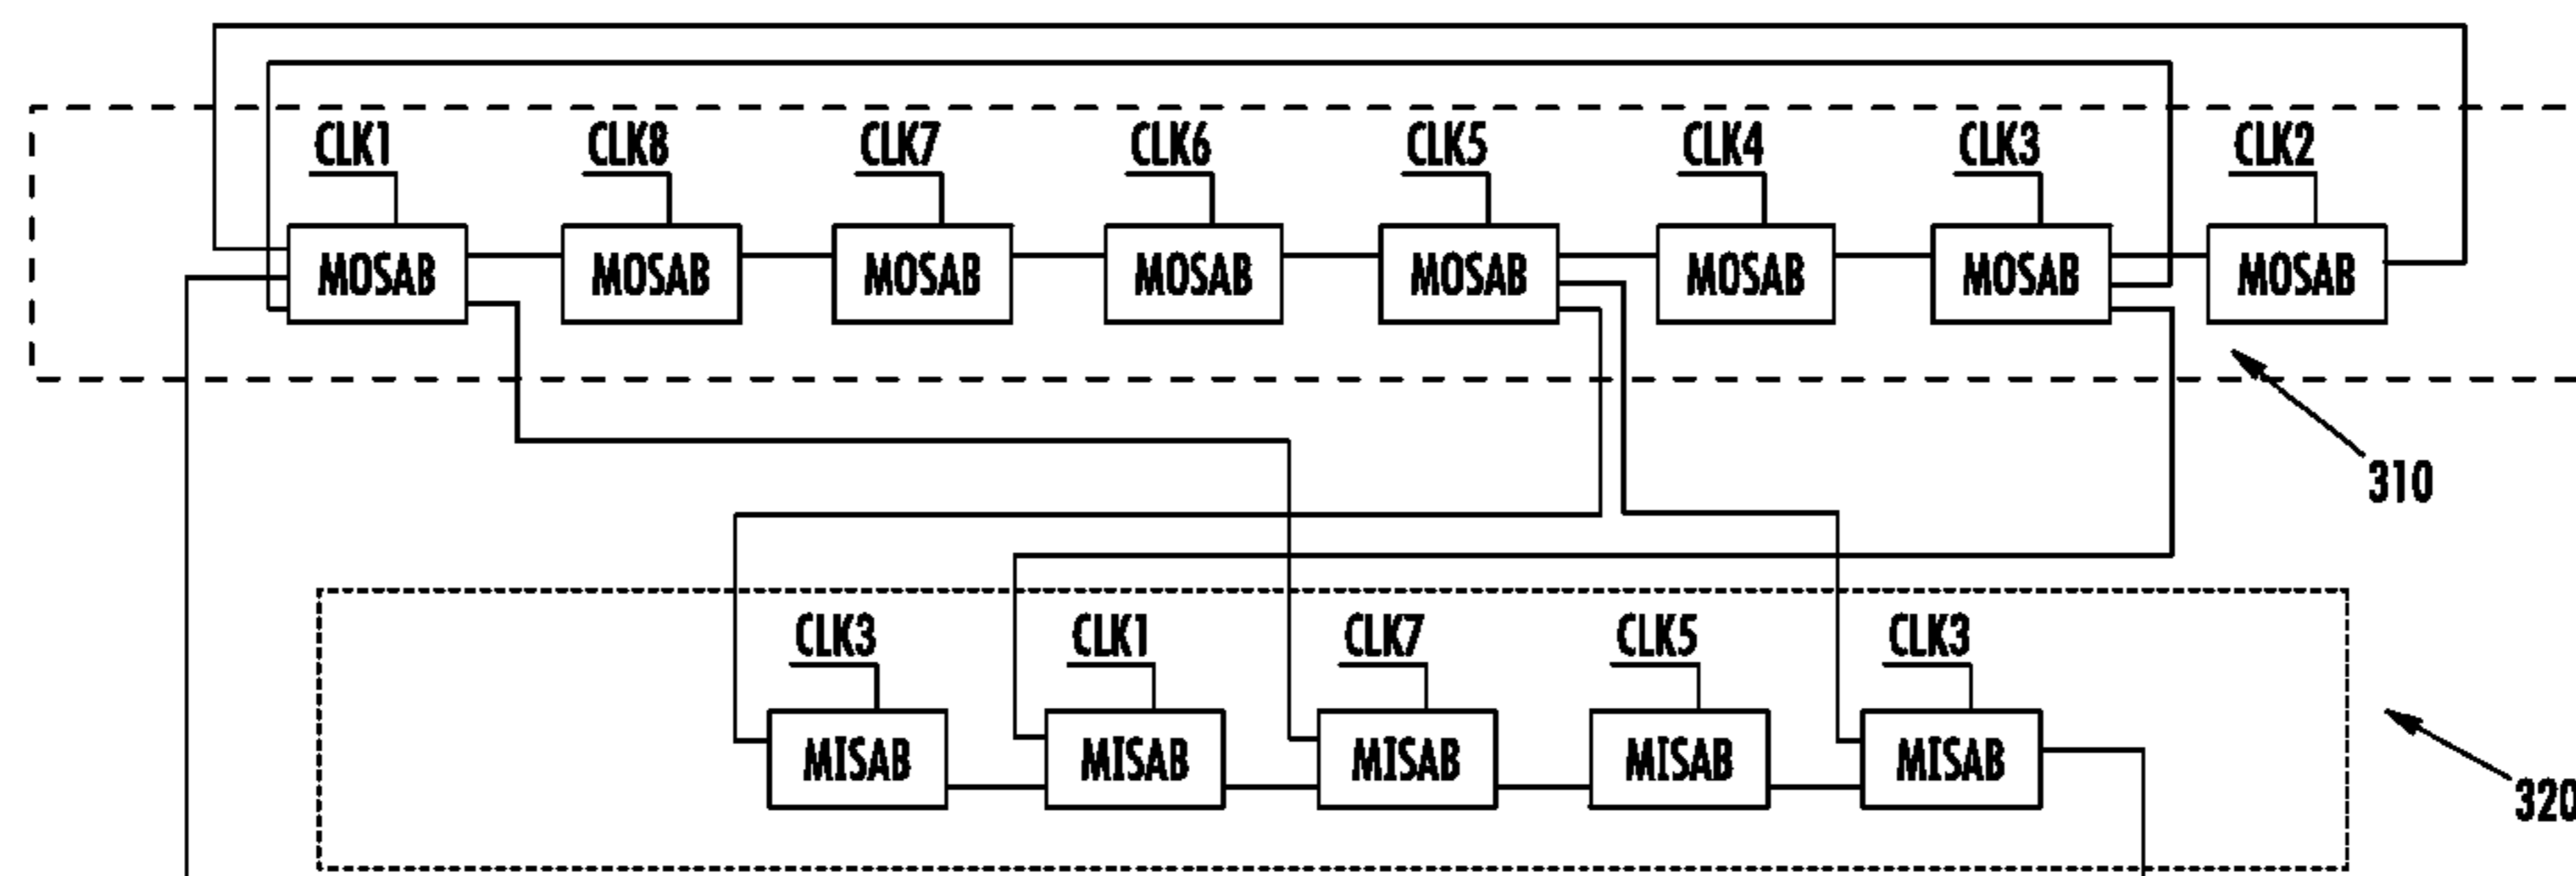 CLK1 CLK8 CLK7 CLK6 CLK5 CLK4 CLK3 CLK2
MOSAB MOSAB MOSAB MOSAB MOSAB MOSAB MOSAB MOSAB
310
CLK3 CLK1 CLK7 CLK5 CLK3
MISAB MISAB MISAB MISAB MISAB
320